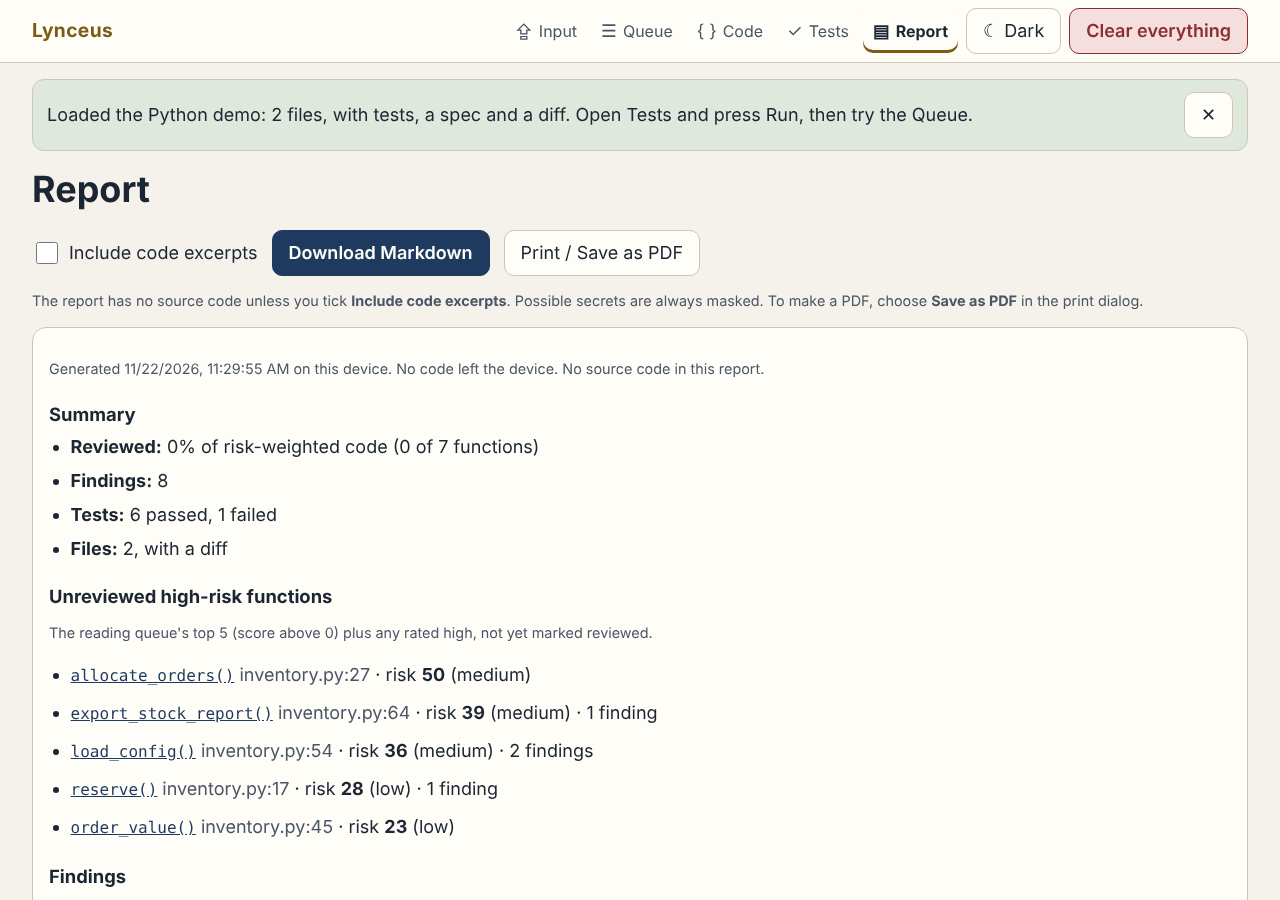 Lynceus
Input
Queue
{ } Code
✓ Tests
Report
☾ Dark
Clear everything
Loaded the Python demo: 2 files, with tests, a spec and a diff. Open Tests and press Run, then try the Queue.
✕
Report
Include code excerpts
Download Markdown
Print / Save as PDF
The report has no source code unless you tick Include code excerpts. Possible secrets are always masked. To make a PDF, choose Save as PDF in the print dialog.
Generated 11/22/2026, 11:29:55 AM on this device. No code left the device. No source code in this report.
Summary
• Reviewed: 0% of risk-weighted code (0 of 7 functions)
• Findings: 8
• Tests: 6 passed, 1 failed
• Files: 2, with a diff
Unreviewed high-risk functions
The reading queue's top 5 (score above 0) plus any rated high, not yet marked reviewed.
• allocate_orders() inventory.py:27 · risk 50 (medium)
• export_stock_report() inventory.py:64 · risk 39 (medium) · 1 finding
• load_config() inventory.py:54 · risk 36 (medium) · 2 findings
• reserve() inventory.py:17 · risk 28 (low) · 1 finding
• order_value() inventory.py:45 · risk 23 (low)
Findings